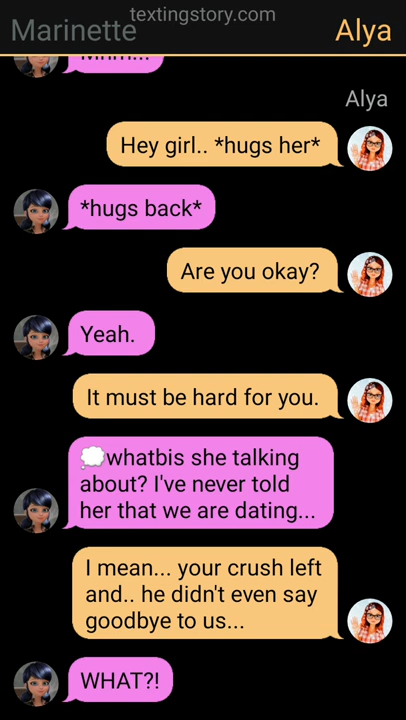 textingstory.com
Marinette
Alya
Mhm...
Alya
Hey girl.. *hugs her*
*hugs back*
Are you okay?
Yeah.
It must be hard for you.
💭whatbis she talking
about? I've never told
her that we are dating...
I mean... your crush left
and.. he didn't even say
goodbye to us...
WHAT?!